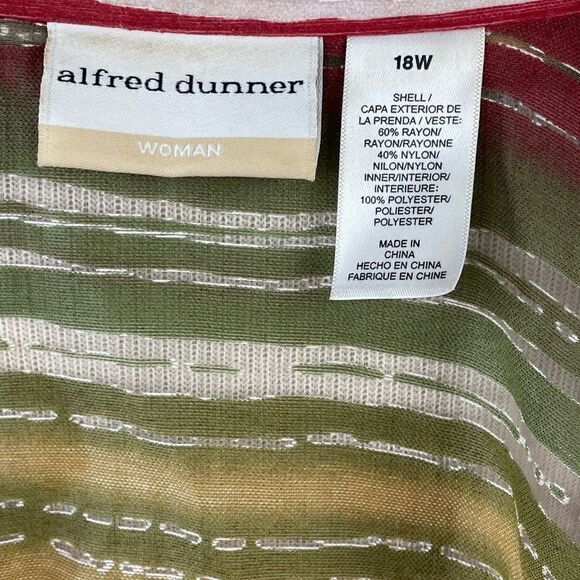 alfred dunner
WOMAN
18W
SHELL /
CAPA EXTERIOR DE
LA PRENDA / VESTE:
60% RAYON/
RAYON/RAYONNE
40% NYLON/
NILON/NYLON
INNER/INTERIOR/
INTERIEURE:
100% POLYESTER/
POLIESTER/
POLYESTER
MADE IN
CHINA
HECHO EN CHINA
FABRIQUE EN CHINE